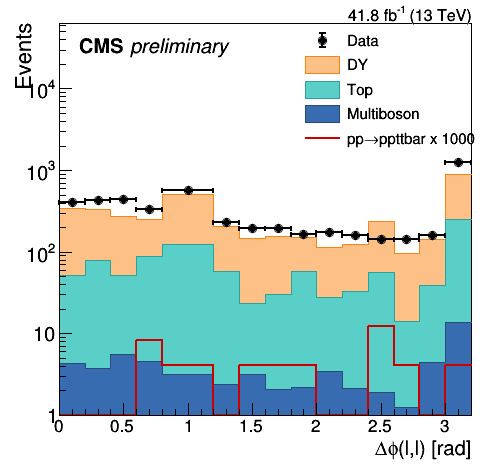 41.8 fb⁻¹ (13 TeV)
CMS preliminary
Data
DY
Top
Multiboson
pp→ppttbar x 1000
Events
10⁴
10³
10²
10
1
0 0.5 1 1.5 2 2.5 3
Δϕ(l,l) [rad]